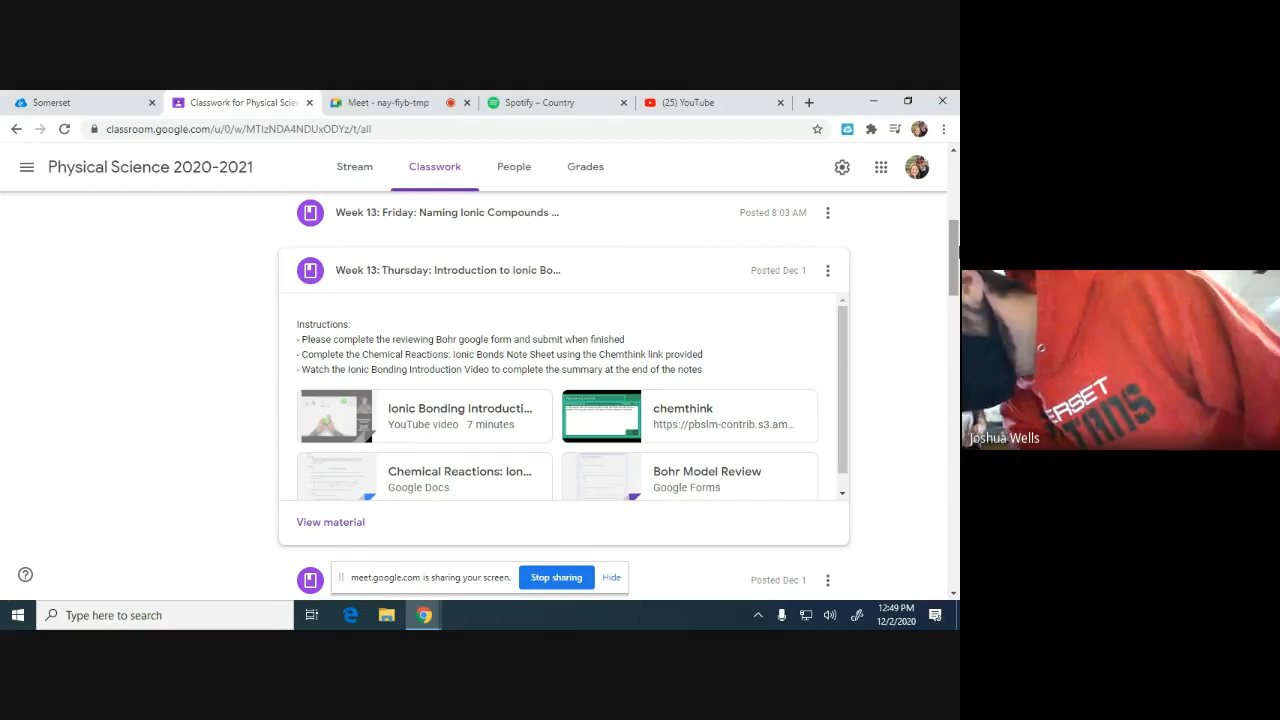 Somerset
Classwork for Physical Scie
Meet - nay-fiyb-tmp
Spotify – Country
(25) YouTube
classroom.google.com/u/0/w/MTIzNDA4NDUxODYz/t/all
Physical Science 2020-2021
Stream
Classwork
People
Grades
Week 13: Friday: Naming Ionic Compounds ...
Posted 8:03 AM
Week 13: Thursday: Introduction to Ionic Bo...
Posted Dec 1
Instructions:
- Please complete the reviewing Bohr google form and submit when finished
- Complete the Chemical Reactions: Ionic Bonds Note Sheet using the Chemthink link provided
- Watch the Ionic Bonding Introduction Video to complete the summary at the end of the notes
Ionic Bonding Introducti...
YouTube video 7 minutes
chemthink
https://pbslm-contrib.s3.am...
Chemical Reactions: Ion...
Google Docs
Bohr Model Review
Google Forms
View material
Posted Dec 1
meet.google.com is sharing your screen.
Stop sharing
Hide
Type here to search
12:49 PM
12/2/2020
ERSET
Joshua Wells